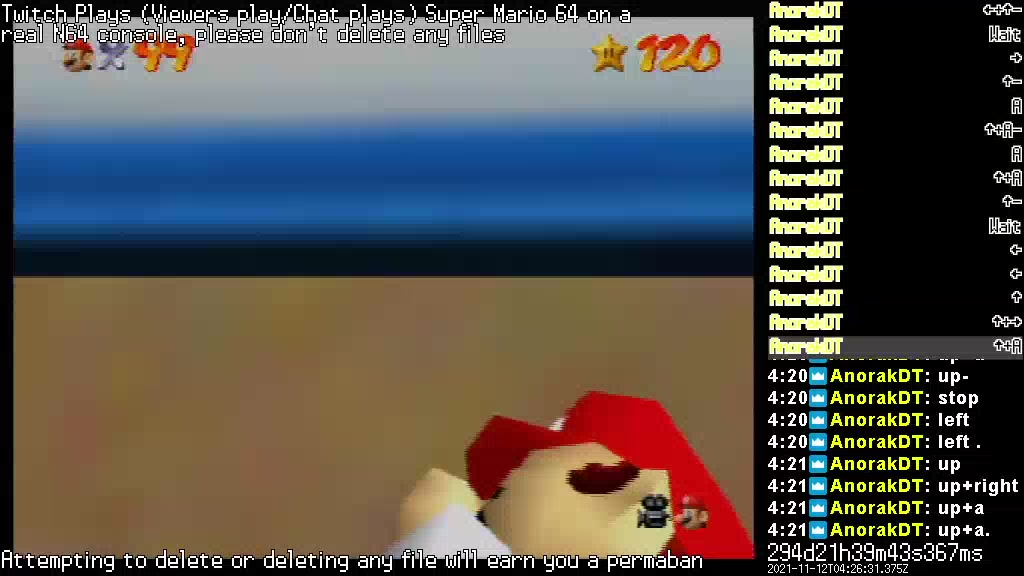 Twitch Plays (Viewers play/Chat plays) Super Mario 64 on a
real N64 console, please don't delete any files
99
120
AnorakDT ←+↑-
AnorakDT Wait
AnorakDT →
AnorakDT ↑-
AnorakDT A
AnorakDT ↑+A-
AnorakDT A
AnorakDT ↑+A
AnorakDT ↑-
AnorakDT Wait
AnorakDT ←
AnorakDT ←
AnorakDT ↑
AnorakDT ↑+→
AnorakDT ↑+A
4:20 AnorakDT: up-
4:20 AnorakDT: stop
4:20 AnorakDT: left
4:20 AnorakDT: left .
4:21 AnorakDT: up
4:21 AnorakDT: up+right
4:21 AnorakDT: up+a
4:21 AnorakDT: up+a.
Attempting to delete or deleting any file will earn you a permaban
294d21h39m43s367ms
2021-11-12T04:26:31.375Z